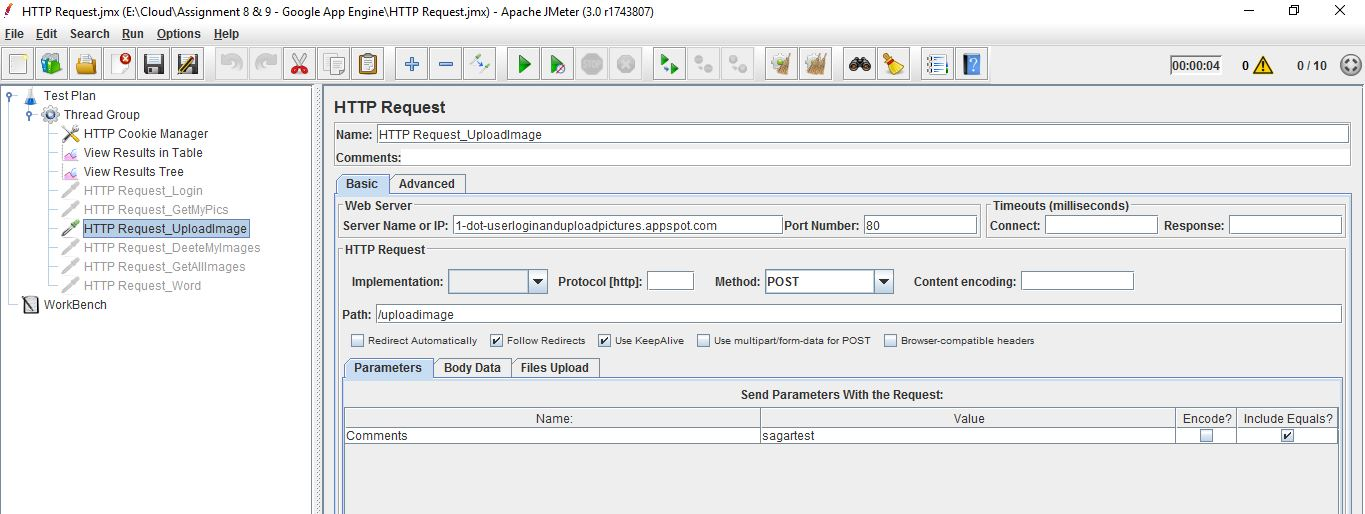 HTTP Request.jmx (E:\Cloud\Assignment 8 & 9 - Google App Engine\HTTP Request.jmx) - Apache JMeter (3.0 r1743807)
File Edit Search Run Options Help
STOP
00:00:04 0 0 / 10
Test Plan
Thread Group
HTTP Cookie Manager
View Results in Table
View Results Tree
HTTP Request_Login
HTTP Request_GetMyPics
HTTP Request_UploadImage
HTTP Request_DeeteMyImages
HTTP Request_GetAllImages
HTTP Request_Word
WorkBench
HTTP Request
Name: HTTP Request_UploadImage
Comments:
Basic Advanced
Web Server
Server Name or IP: 1-dot-userloginanduploadpictures.appspot.com Port Number: 80
Timeouts (milliseconds)
Connect: Response:
HTTP Request
Implementation: Protocol [http]: Method: POST Content encoding:
Path: /uploadimage
Redirect Automatically Follow Redirects Use KeepAlive Use multipart/form-data for POST Browser-compatible headers
Parameters Body Data Files Upload
Send Parameters With the Request:
Name: Value Encode? Include Equals?
Comments sagartest